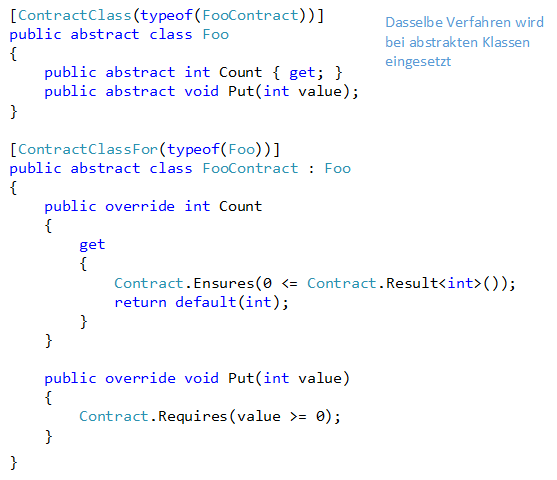 [ContractClass(typeof(FooContract))]
public abstract class Foo
{
    public abstract int Count { get; }
    public abstract void Put(int value);
}
Dasselbe Verfahren wird
bei abstrakten Klassen
eingesetzt
[ContractClassFor(typeof(Foo))]
public abstract class FooContract : Foo
{
    public override int Count
    {
        get
        {
            Contract.Ensures(0 <= Contract.Result<int>());
            return default(int);
        }
    }
    public override void Put(int value)
    {
        Contract.Requires(value >= 0);
    }
}